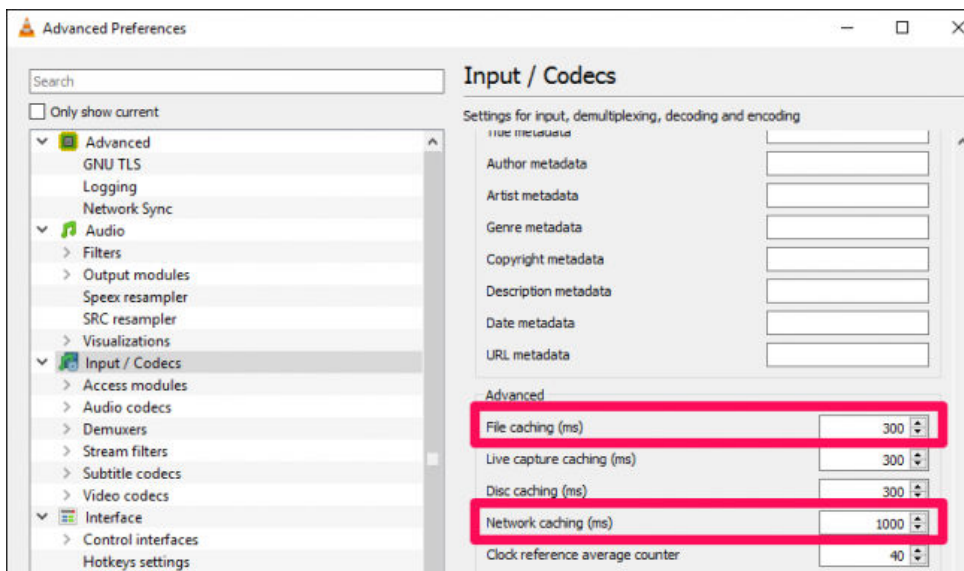 Advanced Preferences
Search
Only show current
Advanced
GNU TLS
Logging
Network Sync
Audio
Filters
Output modules
Speex resampler
SRC resampler
Visualizations
Input / Codecs
Access modules
Audio codecs
Demuxers
Stream filters
Subtitle codecs
Video codecs
Interface
Control interfaces
Hotkeys settings
Input / Codecs
Settings for input, demultiplexing, decoding and encoding
Title metadata
Author metadata
Artist metadata
Genre metadata
Copyright metadata
Description metadata
Date metadata
URL metadata
Advanced
File caching (ms) 300
Live capture caching (ms) 300
Disc caching (ms) 300
Network caching (ms) 1000
Clock reference average counter 40